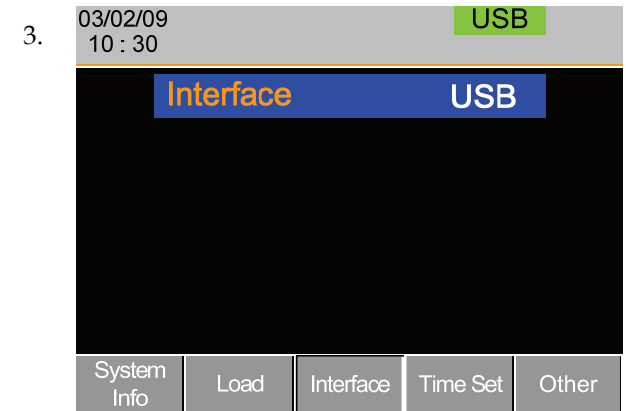 3.
03/02/09 USB
10 : 30
Interface USB
System Info Load Interface Time Set Other